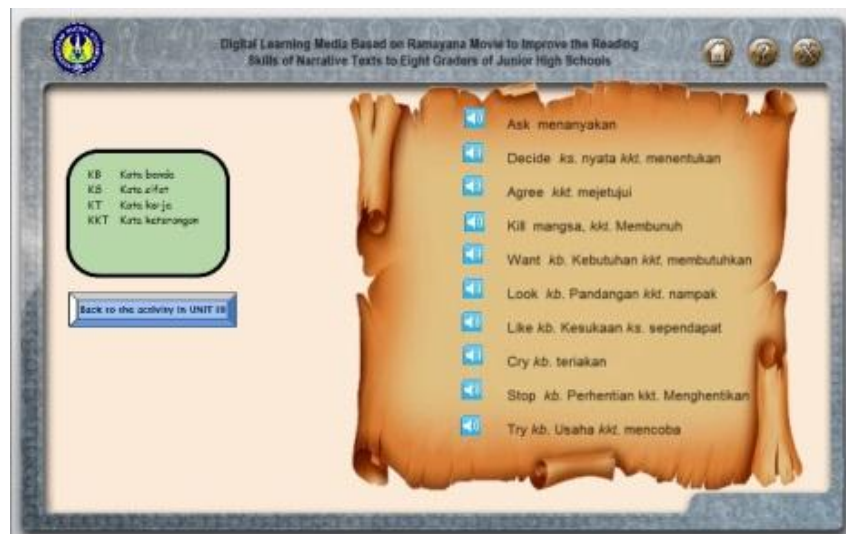 Digital Learning Media Based on Ramayana Movie to Improve the Reading
Skills of Narrative Texts to Eight Graders of Junior High Schools
KB Kata benda
KS Kata sifat
KT Kata kerja
KKT Kata keterangan
Back to the activity in UNIT III
Ask menanyakan
Decide ks. nyata kkt. menentukan
Agree kkt. mejetujui
Kill mangsa, kkt. Membunuh
Want kb. Kebutuhan kkt. membutuhkan
Look kb. Pandangan kkt. nampak
Like kb. Kesukaan ks. sependapat
Cry kb. teriakan
Stop kb. Perhentian kkt. Menghentikan
Try kb. Usaha kkt. mencoba